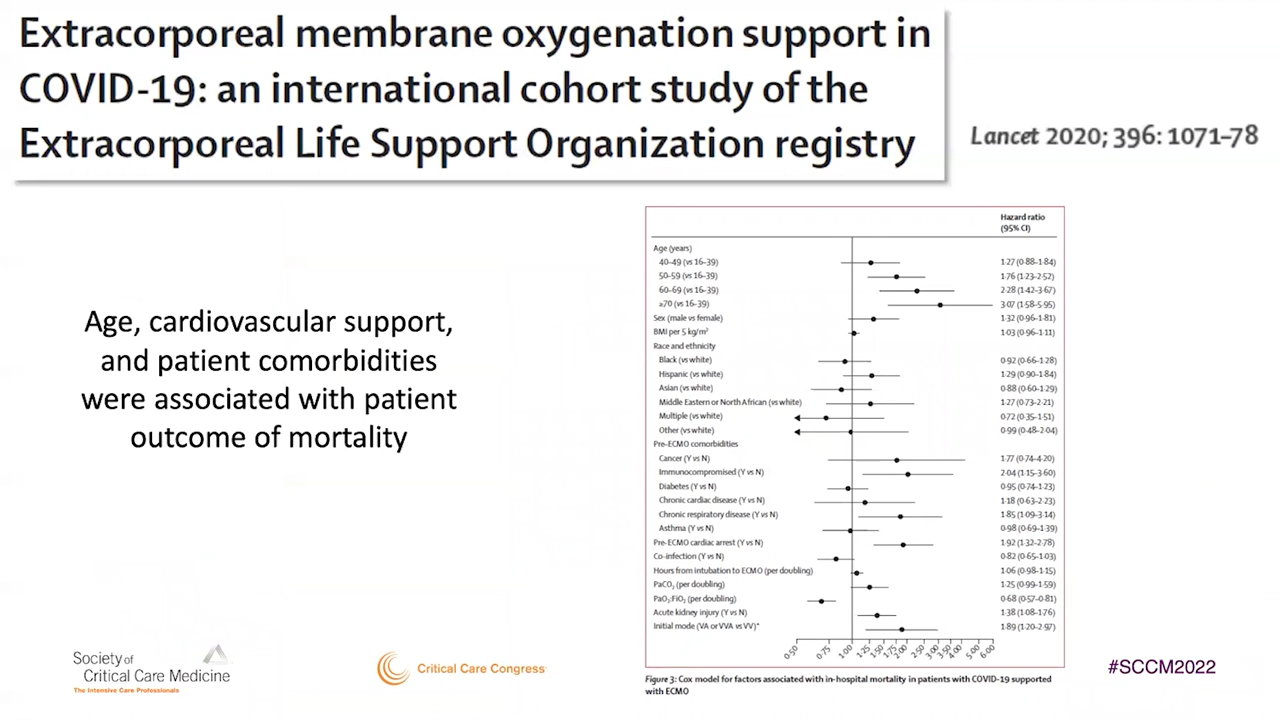 Extracorporeal membrane oxygenation support in
COVID-19: an international cohort study of the
Extracorporeal Life Support Organization registry
Lancet 2020; 396: 1071–78
Age, cardiovascular support,
and patient comorbidities
were associated with patient
outcome of mortality
Hazard ratio
(95% CI)
Age (years)
40–49 (vs 16–39) 1·27 (0·88–1·84)
50–59 (vs 16–39) 1·76 (1·23–2·52)
60–69 (vs 16–39) 2·28 (1·42–3·67)
≥70 (vs 16–39) 3·07 (1·58–5·95)
Sex (male vs female) 1·32 (0·96–1·81)
BMI per 5 kg/m² 1·03 (0·96–1·11)
Race and ethnicity
Black (vs white) 0·92 (0·66–1·28)
Hispanic (vs white) 1·29 (0·90–1·84)
Asian (vs white) 0·88 (0·60–1·29)
Middle Eastern or North African (vs white) 1·27 (0·73–2·21)
Multiple (vs white) 0·72 (0·35–1·51)
Other (vs white) 0·99 (0·48–2·04)
Pre-ECMO comorbidities
Cancer (Y vs N) 1·77 (0·74–4·20)
Immunocompromised (Y vs N) 2·04 (1·15–3·60)
Diabetes (Y vs N) 0·95 (0·74–1·23)
Chronic cardiac disease (Y vs N) 1·18 (0·63–2·23)
Chronic respiratory disease (Y vs N) 1·85 (1·09–3·14)
Asthma (Y vs N) 0·98 (0·69–1·39)
Pre-ECMO cardiac arrest (Y vs N) 1·92 (1·32–2·78)
Co-infection (Y vs N) 0·82 (0·65–1·03)
Hours from intubation to ECMO (per doubling) 1·06 (0·98–1·15)
PaCO₂ (per doubling) 1·25 (0·99–1·59)
PaO₂:FiO₂ (per doubling) 0·68 (0·57–0·81)
Acute kidney injury (Y vs N) 1·38 (1·08–1·76)
Initial mode (VA or VVA vs VV)* 1·89 (1·20–2·97)
0·50 0·75 1·00 1·25 1·50 1·75 2·00 2·50 3·00 3·50 4·00 5·00 6·00
Figure 3: Cox model for factors associated with in-hospital mortality in patients with COVID-19 supported
with ECMO
Society of
Critical Care Medicine
The Intensive Care Professionals
Critical Care Congress
#SCCM2022